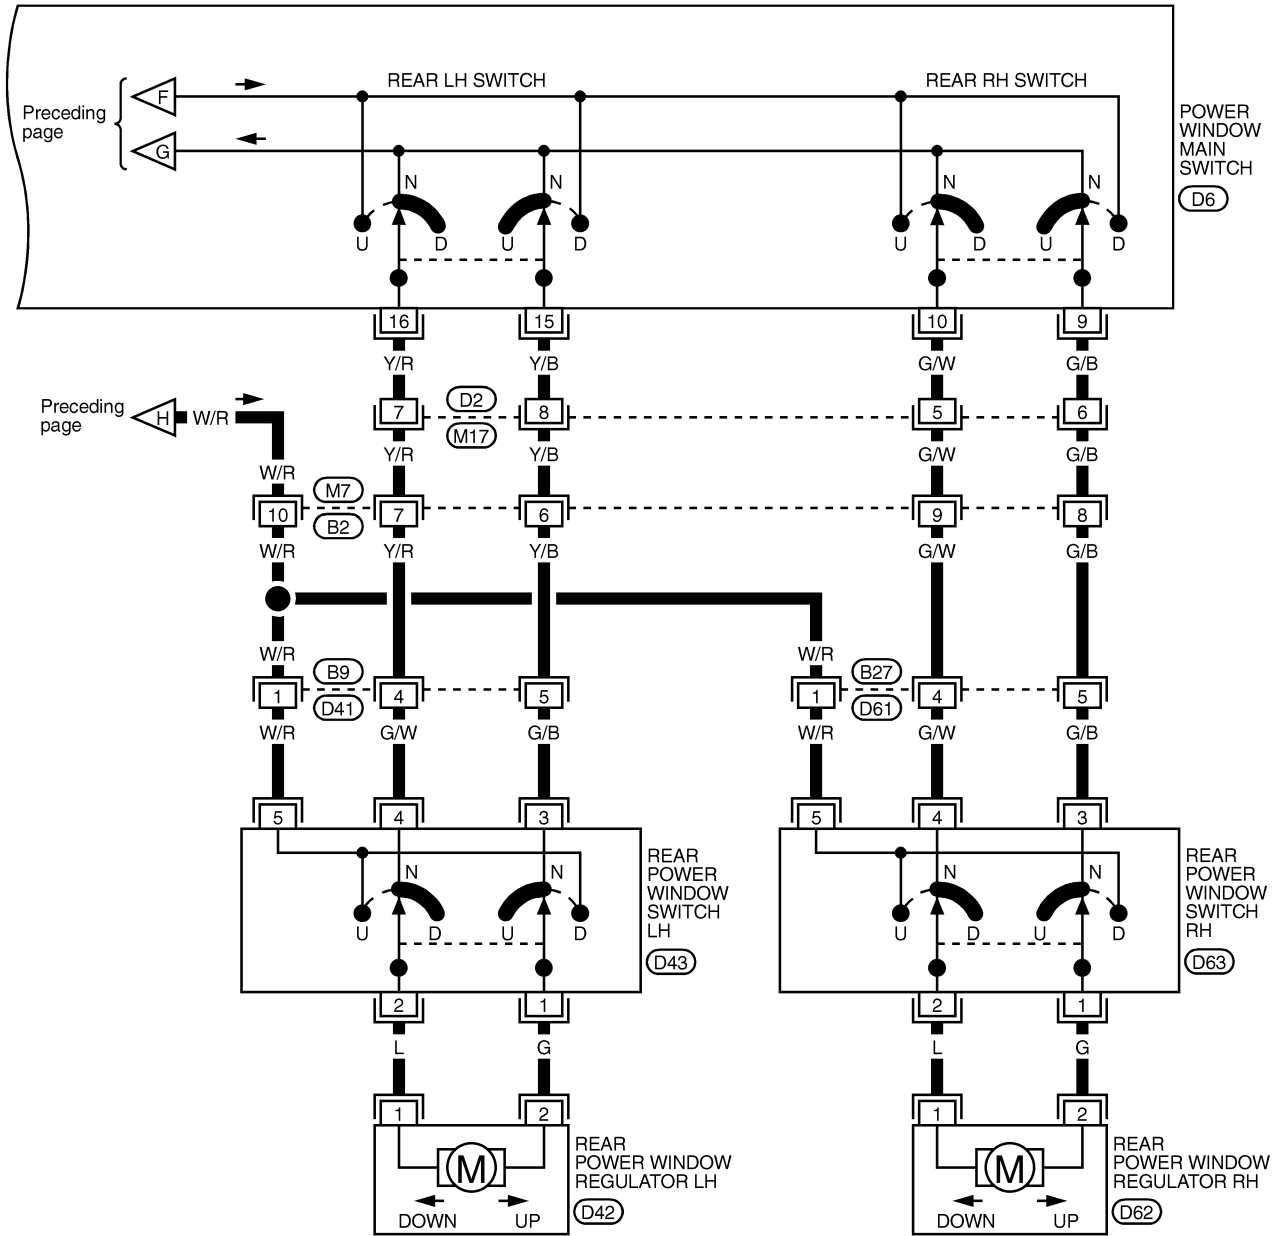 REAR LH SWITCH
REAR RH SWITCH
Preceding
page
F
G
POWER
WINDOW
MAIN
SWITCH
D6
N N N N
U D U D U D U D
16 15 10 9
Y/R Y/B G/W G/B
Preceding
page
H W/R
7 D2 8 5 6
M17
W/R Y/R Y/B G/W G/B
10 M7 7 6 9 8
B2
W/R Y/R Y/B G/W G/B
W/R W/R
1 B9 4 5 1 B27 4 5
D41 D61
W/R G/W G/B W/R G/W G/B
5 4 3 5 4 3
REAR
POWER
WINDOW
SWITCH
LH
D43
N N
U D U D
REAR
POWER
WINDOW
SWITCH
RH
D63
N N
U D U D
2 1 2 1
L G L G
1 2 1 2
M
DOWN UP
REAR
POWER WINDOW
REGULATOR LH
D42
M
DOWN UP
REAR
POWER WINDOW
REGULATOR RH
D62